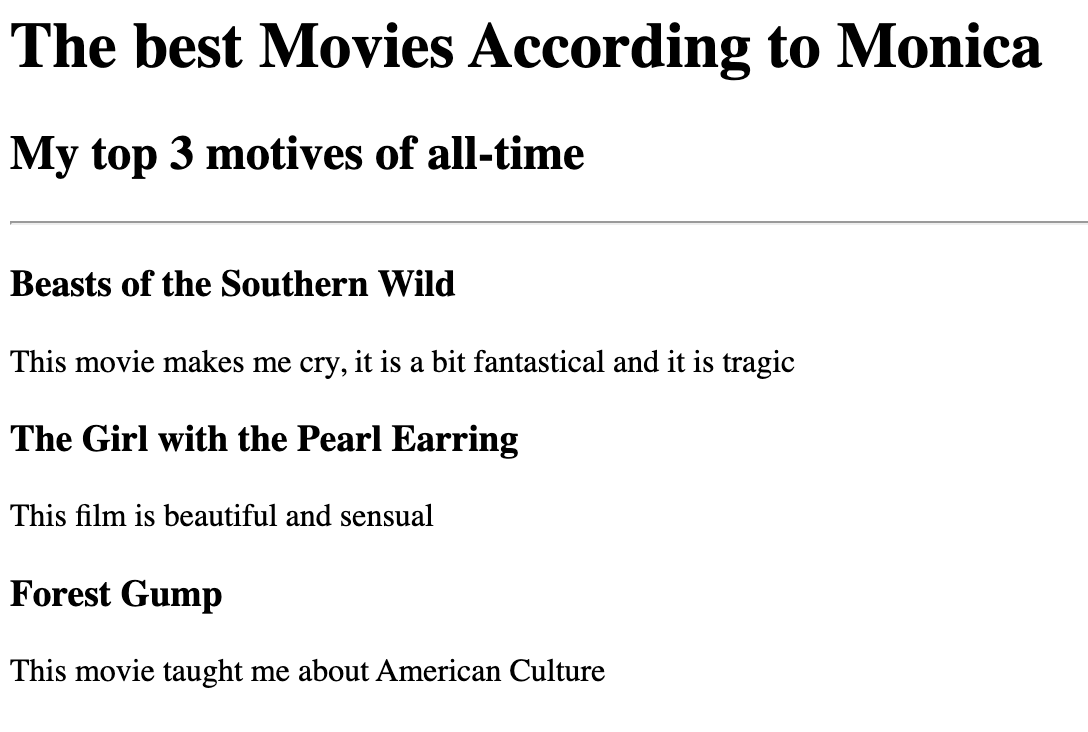 The best Movies According to Monica
My top 3 motives of all-time
Beasts of the Southern Wild
This movie makes me cry, it is a bit fantastical and it is tragic
The Girl with the Pearl Earring
This film is beautiful and sensual
Forest Gump
This movie taught me about American Culture